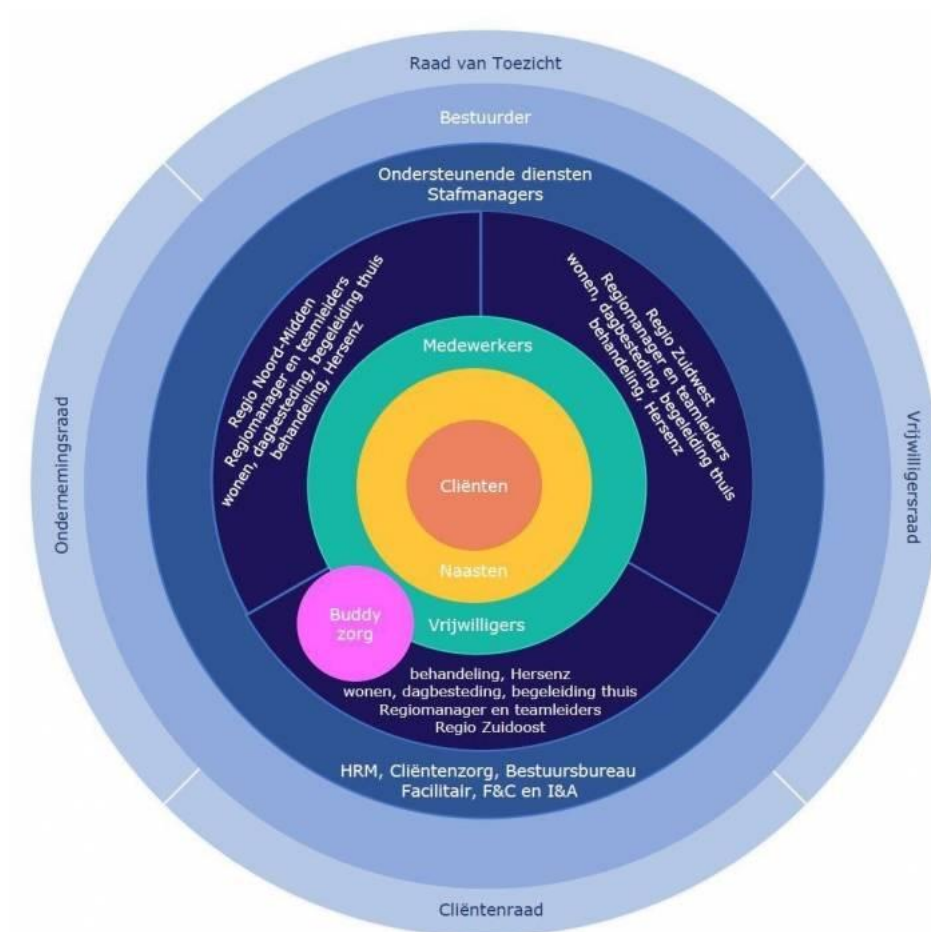 Raad van Toezicht
Bestuurder
Ondersteunende diensten
Stafmanagers
Regio Noord-Midden
Regiomanager en teamleiders
wonen, dagbesteding, begeleiding thuis
behandeling, Hersenz
Regio Zuidwest
Regiomanager en teamleiders
wonen, dagbesteding, begeleiding thuis
behandeling, Hersenz
Medewerkers
Cliënten
Ondernemingsraad
Vrijwilligersraad
Naasten
Buddy
zorg
Vrijwilligers
behandeling, Hersenz
wonen, dagbesteding, begeleiding thuis
Regiomanager en teamleiders
Regio Zuidoost
HRM, Cliëntenzorg, Bestuursbureau
Facilitair, F&C en I&A
Cliëntenraad